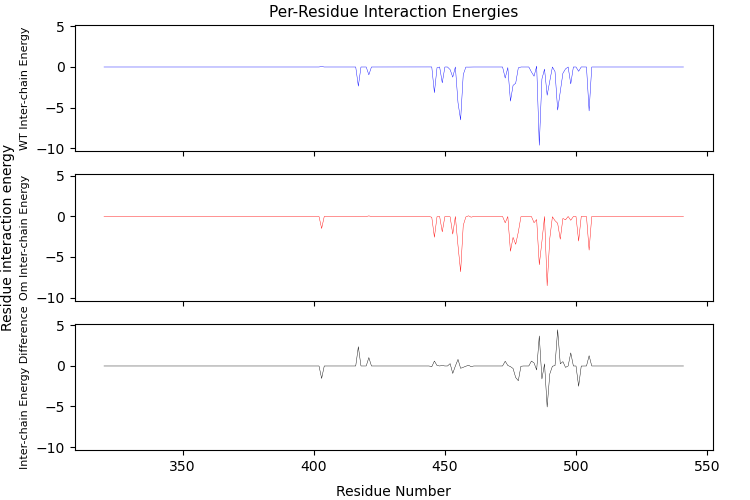 Per-Residue Interaction Energies
Residue interaction energy
WT Inter-chain Energy
5
0
−5
−10
Om Inter-chain Energy
5
0
−5
−10
Inter-chain Energy Difference
5
0
−5
−10
350 400 450 500 550
Residue Number